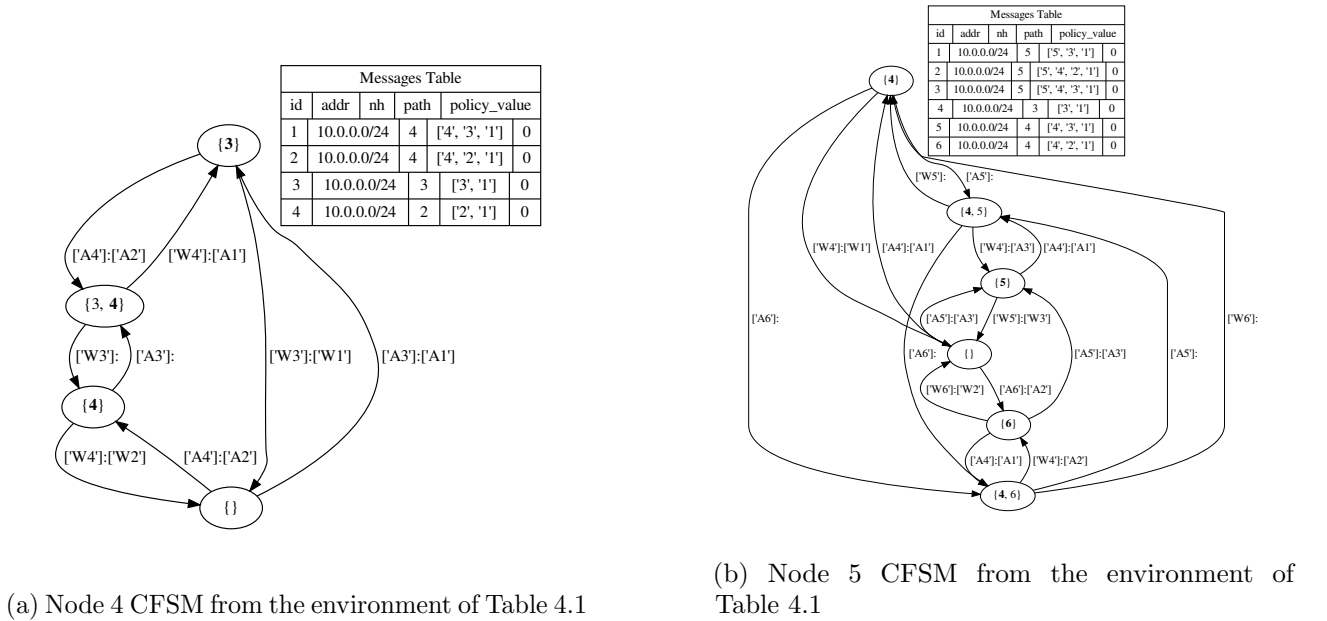 Messages Table
id addr nh path policy_value
1 10.0.0.0/24 4 ['4', '3', '1'] 0
2 10.0.0.0/24 4 ['4', '2', '1'] 0
3 10.0.0.0/24 3 ['3', '1'] 0
4 10.0.0.0/24 2 ['2', '1'] 0
{3}
['A4']:['A2'] ['W4']:['A1']
{3, 4}
['W3']: ['A3']: ['W3']:['W1'] ['A3']:['A1']
{4}
['W4']:['W2'] ['A4']:['A2']
{}
(a) Node 4 CFSM from the environment of Table 4.1
Messages Table
id addr nh path policy_value
1 10.0.0.0/24 5 ['5', '3', '1'] 0
2 10.0.0.0/24 5 ['5', '4', '2', '1'] 0
3 10.0.0.0/24 5 ['5', '4', '3', '1'] 0
4 10.0.0.0/24 3 ['3', '1'] 0
5 10.0.0.0/24 4 ['4', '3', '1'] 0
6 10.0.0.0/24 4 ['4', '2', '1'] 0
{4}
['W5']: ['A5']:
{4, 5}
['W4']:['W1'] ['A4']:['A1'] ['W4']:['A3'] ['A4']:['A1']
{5}
['A6']: ['A5']:['A3'] ['W5']:['W3'] ['W6']:
['A6']: {} ['A5']:['A3'] ['A5']:
['W6']:['W2'] ['A6']:['A2']
{6}
['A4']:['A1'] ['W4']:['A2']
{4, 6}
(b) Node 5 CFSM from the environment of
Table 4.1